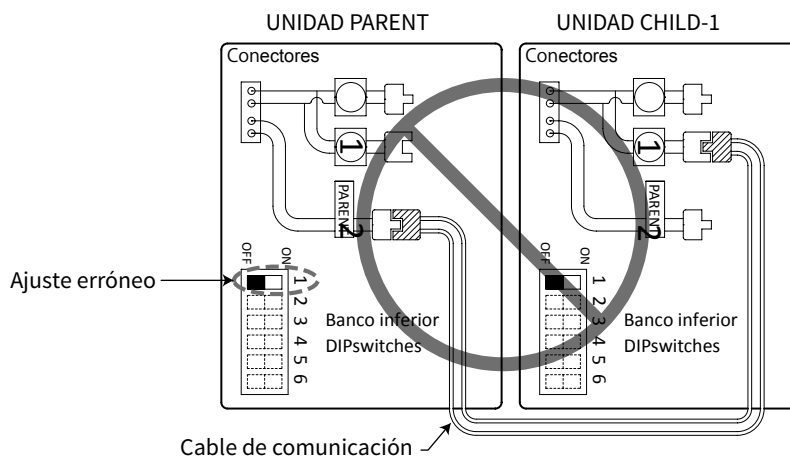 UNIDAD PARENT
UNIDAD CHILD-1
Conectores
Conectores
1
1
PARENT
2
PARENT
2
OFF
ON
OFF
ON
Ajuste erróneo
1
2
3
4
5
6
1
2
3
4
5
6
Banco inferior
DIPswitches
Banco inferior
DIPswitches
Cable de comunicación